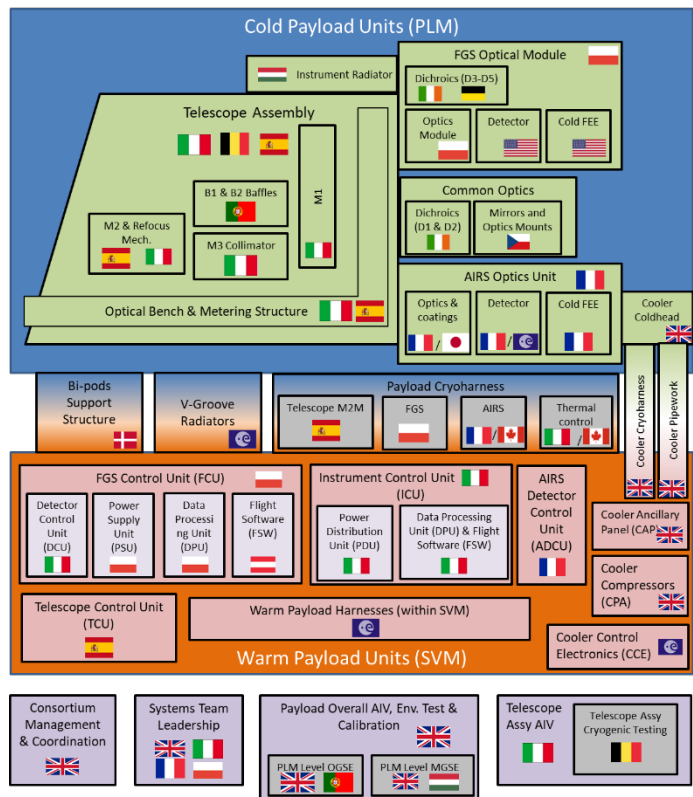 Cold Payload Units (PLM)
FGS Optical Module
Instrument Radiator
Dichroics (D3-D5)
Optics
Module
Detector
Cold FEE
Telescope Assembly
B1 & B2 Baffles
M1
M2 & Refocus
Mech.
M3 Collimator
Common Optics
Dichroics
(D1 & D2)
Mirrors and
Optics Mounts
AIRS Optics Unit
Optics &
coatings
/
Detector
/
Cold FEE
Optical Bench & Metering Structure
Cooler
Coldhead
Bi-pods
Support
Structure
V-Groove
Radiators
Payload Cryoharness
Telescope M2M
FGS
AIRS
/
Thermal
control
/
Cooler Cryoharness
Cooler Pipework
FGS Control Unit (FCU)
Detector
Control
Unit
(DCU)
Power
Supply
Unit
(PSU)
Data
Processi
ng Unit
(DPU)
Flight
Software
(FSW)
Instrument Control Unit
(ICU)
Power
Distribution
Unit (PDU)
Data Processing
Unit (DPU) & Flight
Software (FSW)
AIRS
Detector
Control
Unit
(ADCU)
Cooler Ancillary
Panel (CAP)
Cooler
Compressors
(CPA)
Telescope Control Unit
(TCU)
Warm Payload Harnesses (within SVM)
Cooler Control
Electronics (CCE)
Warm Payload Units (SVM)
Consortium
Management
& Coordination
Systems Team
Leadership
Payload Overall AIV, Env. Test &
Calibration
PLM Level OGSE
PLM Level MGSE
Telescope
Assy AIV
Telescope Assy
Cryogenic Testing